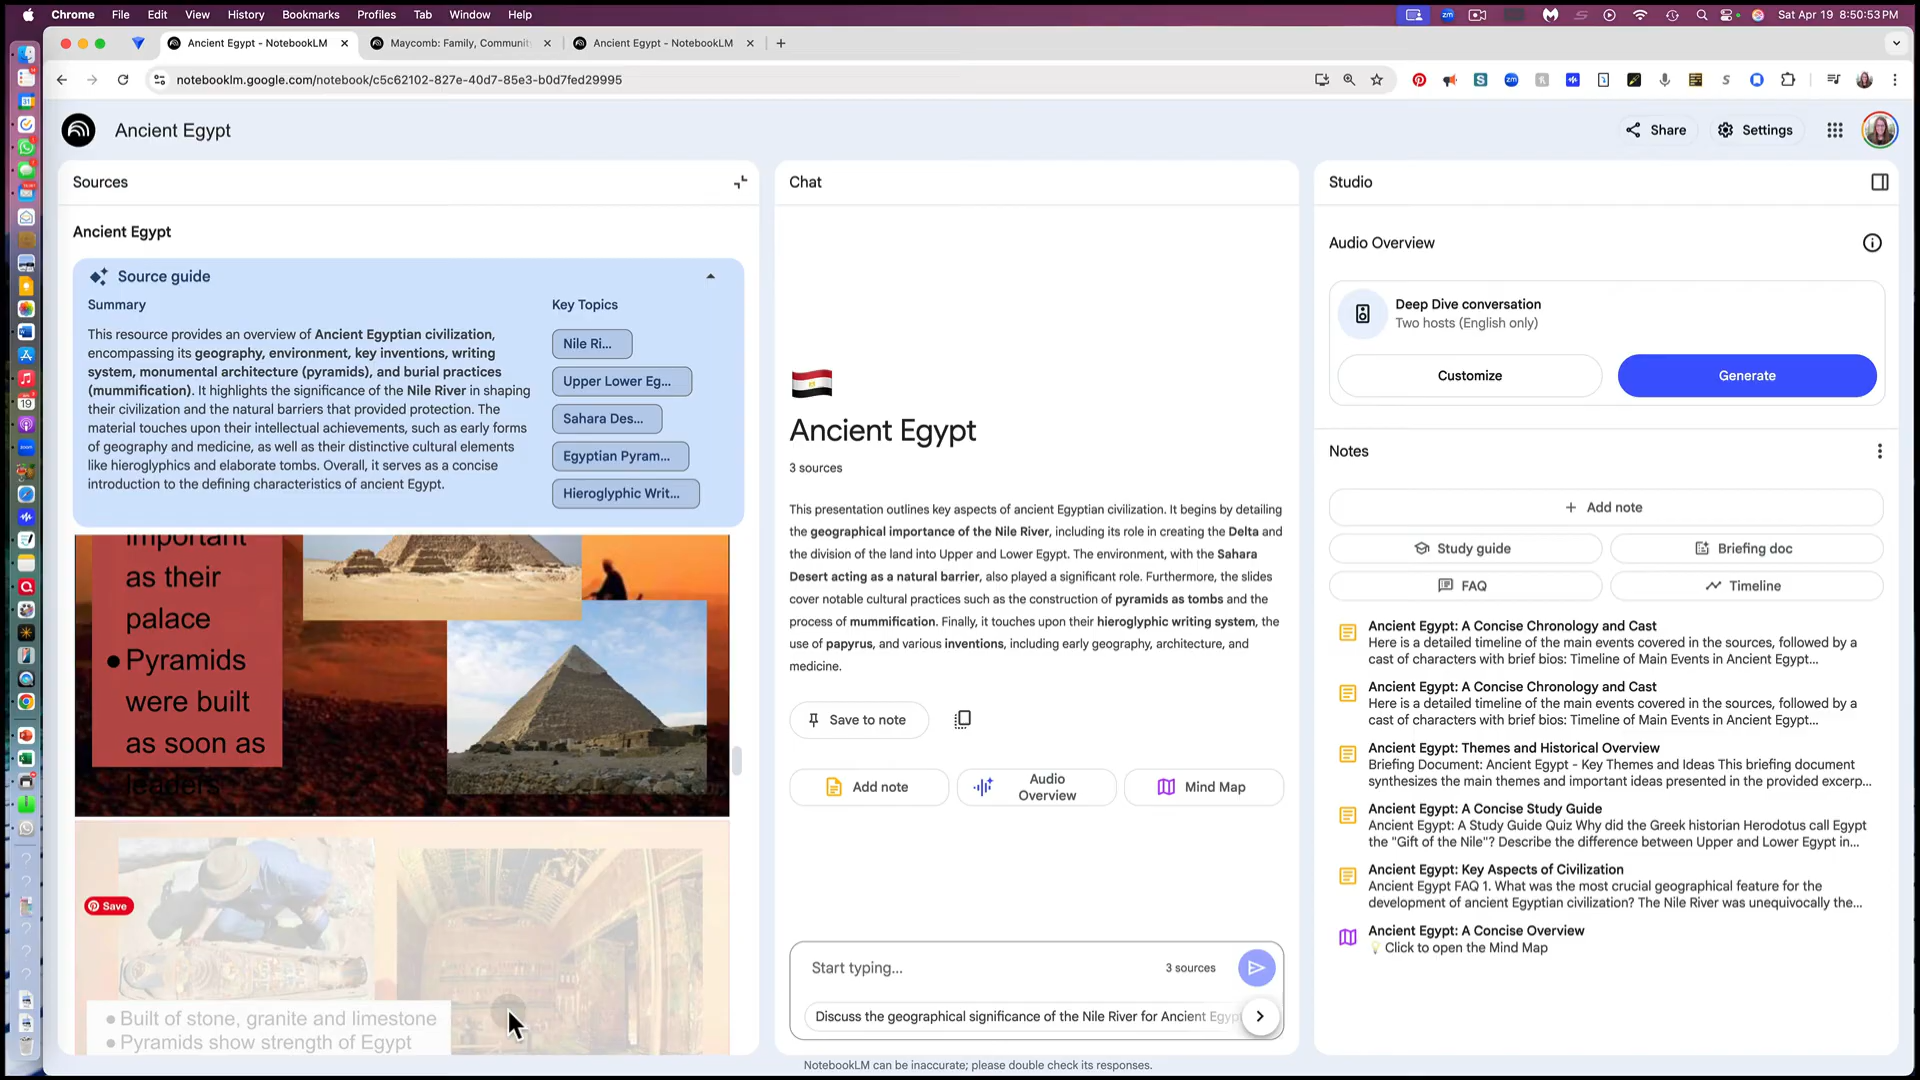 Chrome File Edit View History Bookmarks Profiles Tab Window Help
Sat Apr 19 8:50:53 PM
Ancient Egypt - NotebookLM
Maycomb: Family, Communit
Ancient Egypt - NotebookLM
notebooklm.google.com/notebook/c5c62102-827e-40d7-85e3-b0d7fed29995
Ancient Egypt
Share
Settings
Sources
Ancient Egypt
Source guide
Summary
This resource provides an overview of Ancient Egyptian civilization,
encompassing its geography, environment, key inventions, writing
system, monumental architecture (pyramids), and burial practices
(mummification). It highlights the significance of the Nile River in shaping
their civilization and the natural barriers that provided protection. The
material touches upon their intellectual achievements, such as early forms
of geography and medicine, as well as their distinctive cultural elements
like hieroglyphics and elaborate tombs. Overall, it serves as a concise
introduction to the defining characteristics of ancient Egypt.
Key Topics
Nile Ri...
Upper Lower Eg...
Sahara Des...
Egyptian Pyram...
Hieroglyphic Writ...
important
as their
palace
●Pyramids
were built
as soon as
leaders
Save
● Built of stone, granite and limestone
● Pyramids show strength of Egypt
Chat
Ancient Egypt
3 sources
This presentation outlines key aspects of ancient Egyptian civilization. It begins by detailing
the geographical importance of the Nile River, including its role in creating the Delta and
the division of the land into Upper and Lower Egypt. The environment, with the Sahara
Desert acting as a natural barrier, also played a significant role. Furthermore, the slides
cover notable cultural practices such as the construction of pyramids as tombs and the
process of mummification. Finally, it touches upon their hieroglyphic writing system, the
use of papyrus, and various inventions, including early geography, architecture, and
medicine.
Save to note
Add note
Audio
Overview
Mind Map
Start typing...
3 sources
Discuss the geographical significance of the Nile River for Ancient Egyp
NotebookLM can be inaccurate; please double check its responses.
Studio
Audio Overview
Deep Dive conversation
Two hosts (English only)
Customize
Generate
Notes
+ Add note
Study guide
Briefing doc
FAQ
Timeline
Ancient Egypt: A Concise Chronology and Cast
Here is a detailed timeline of the main events covered in the sources, followed by a
cast of characters with brief bios: Timeline of Main Events in Ancient Egypt...
Ancient Egypt: A Concise Chronology and Cast
Here is a detailed timeline of the main events covered in the sources, followed by a
cast of characters with brief bios: Timeline of Main Events in Ancient Egypt...
Ancient Egypt: Themes and Historical Overview
Briefing Document: Ancient Egypt - Key Themes and Ideas This briefing document
synthesizes the main themes and important ideas presented in the provided excerp...
Ancient Egypt: A Concise Study Guide
Ancient Egypt: A Study Guide Quiz Why did the Greek historian Herodotus call Egypt
the "Gift of the Nile"? Describe the difference between Upper and Lower Egypt in...
Ancient Egypt: Key Aspects of Civilization
Ancient Egypt FAQ 1. What was the most crucial geographical feature for the
development of ancient Egyptian civilization? The Nile River was unequivocally the...
Ancient Egypt: A Concise Overview
Click to open the Mind Map